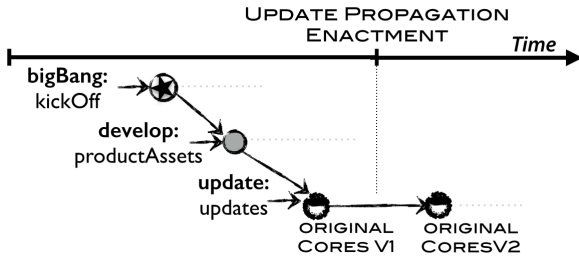 UPDATE PROPAGATION
ENACTMENT
Time
bigBang:
kickOff
develop:
productAssets
update:
updates
ORIGINAL
CORES V1
ORIGINAL
CORESV2